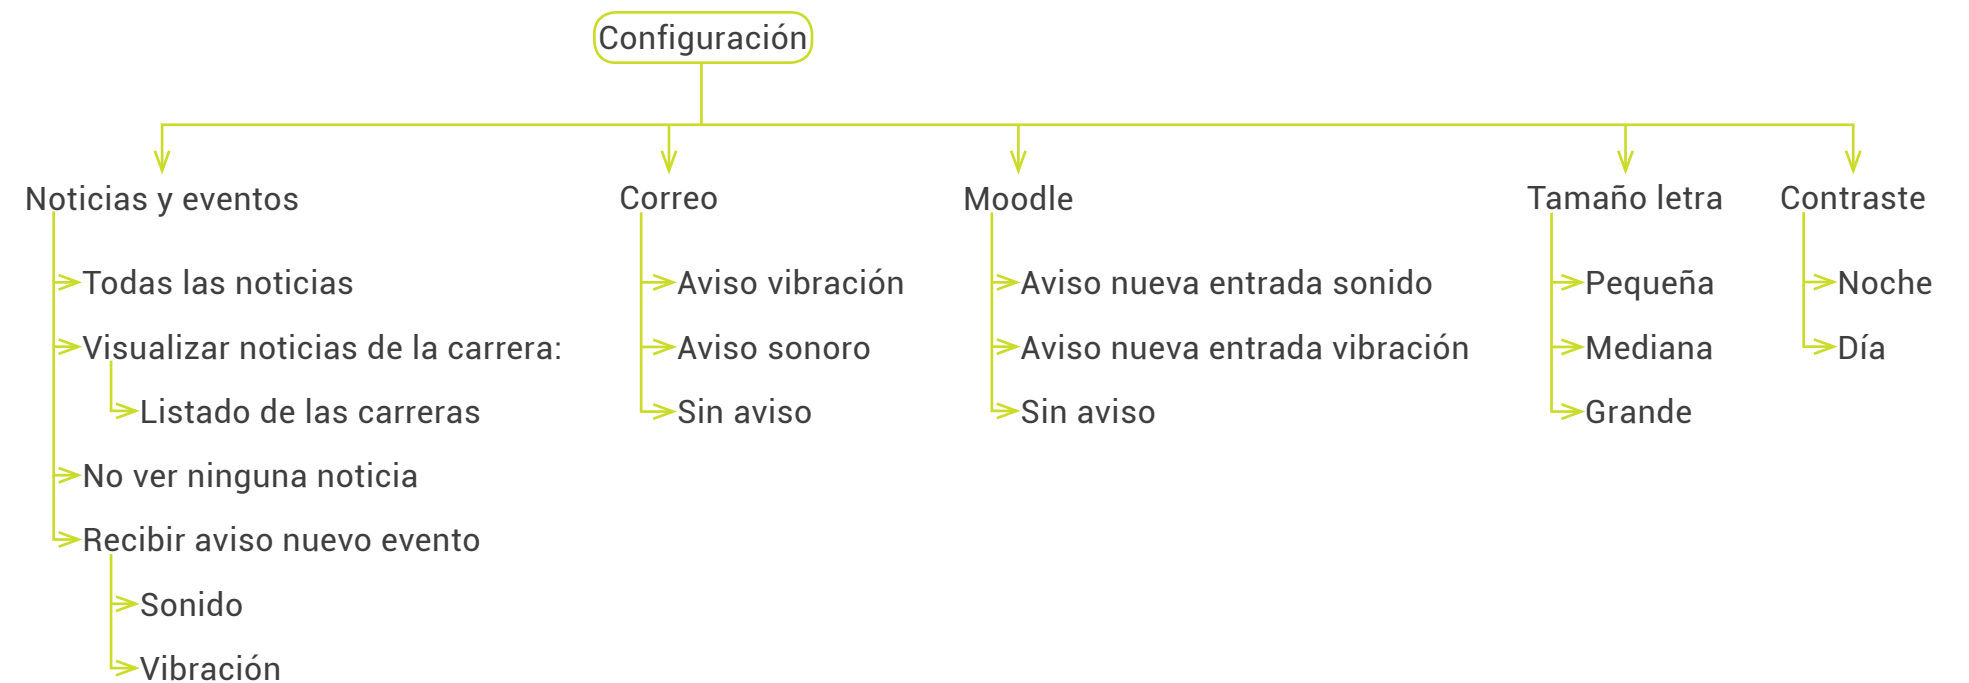 Configuración
Noticias y eventos
Todas las noticias
Visualizar noticias de la carrera:
Listado de las carreras
No ver ninguna noticia
Recibir aviso nuevo evento
Sonido
Vibración
Correo
Aviso vibración
Aviso sonoro
Sin aviso
Moodle
Aviso nueva entrada sonido
Aviso nueva entrada vibración
Sin aviso
Tamaño letra
Pequeña
Mediana
Grande
Contraste
Noche
Día